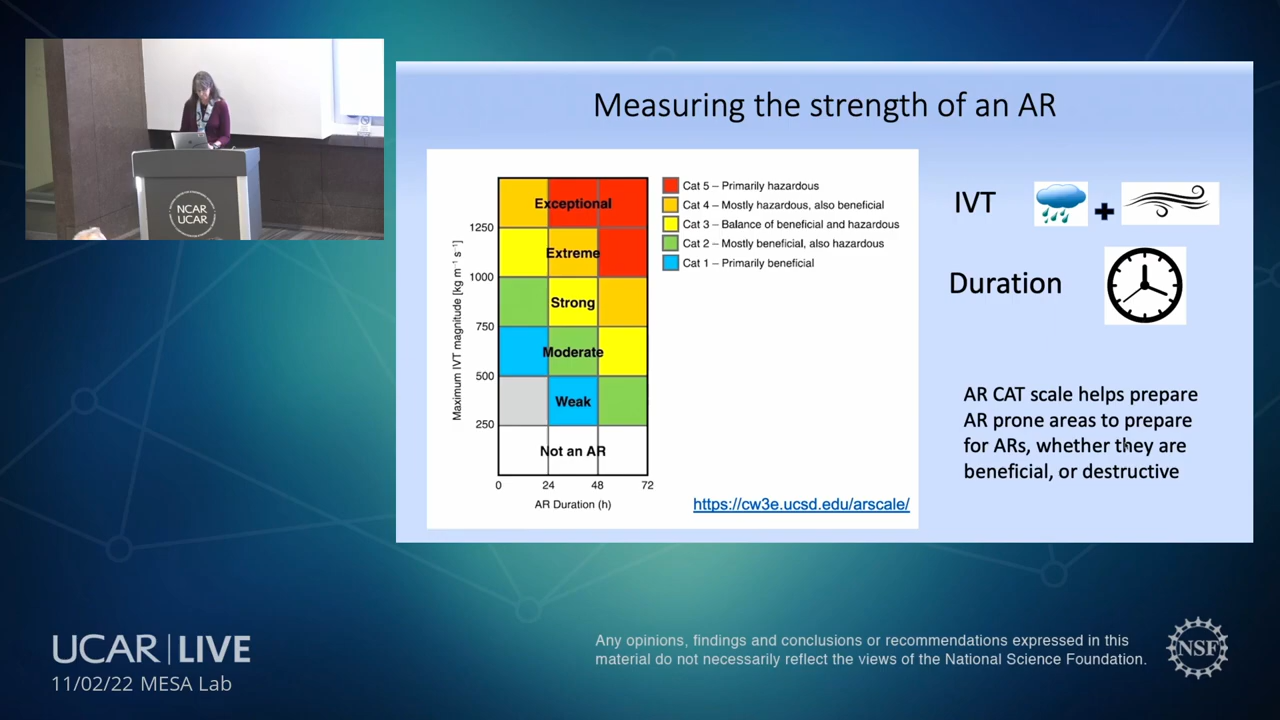 NCAR
UCAR
Measuring the strength of an AR
Maximum IVT magnitude [kg m⁻¹ s⁻¹]
1250
1000
750
500
250
Exceptional
Extreme
Strong
Moderate
Weak
Not an AR
0 24 48 72
AR Duration (h)
Cat 5 – Primarily hazardous
Cat 4 – Mostly hazardous, also beneficial
Cat 3 – Balance of beneficial and hazardous
Cat 2 – Mostly beneficial, also hazardous
Cat 1 – Primarily beneficial
https://cw3e.ucsd.edu/arscale/
IVT +
Duration
AR CAT scale helps prepare
AR prone areas to prepare
for ARs, whether they are
beneficial, or destructive
UCAR | LIVE
11/02/22 MESA Lab
Any opinions, findings and conclusions or recommendations expressed in this
material do not necessarily reflect the views of the National Science Foundation.
NSF